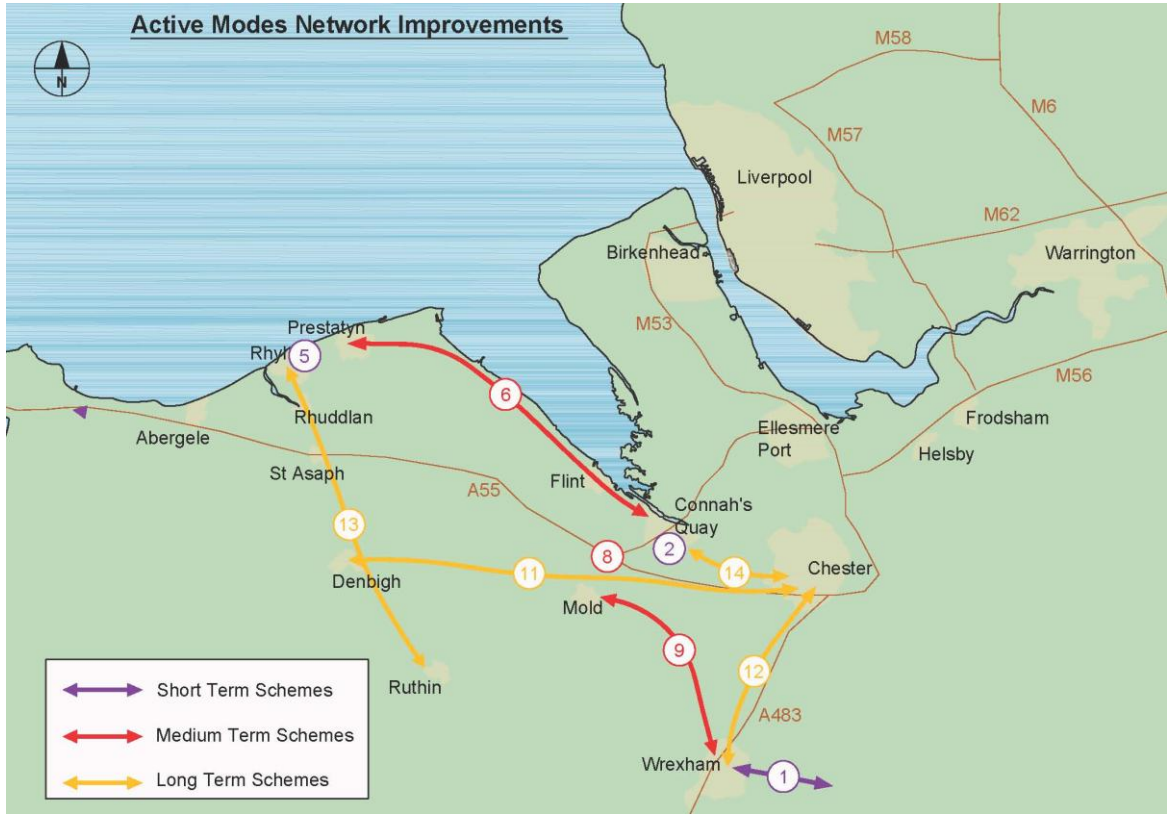 Active Modes Network Improvements
N
M58
M6
M57
Liverpool
M62
Birkenhead
Warrington
M53
Prestatyn
Rhyl
5
M56
6
Rhuddlan
Abergele
Ellesmere
Port
Frodsham
Helsby
St Asaph
A55
Flint
Connah's
Quay
13
2
8
14
Chester
11
Denbigh
Mold
9
12
Ruthin
A483
Wrexham
1
Short Term Schemes
Medium Term Schemes
Long Term Schemes